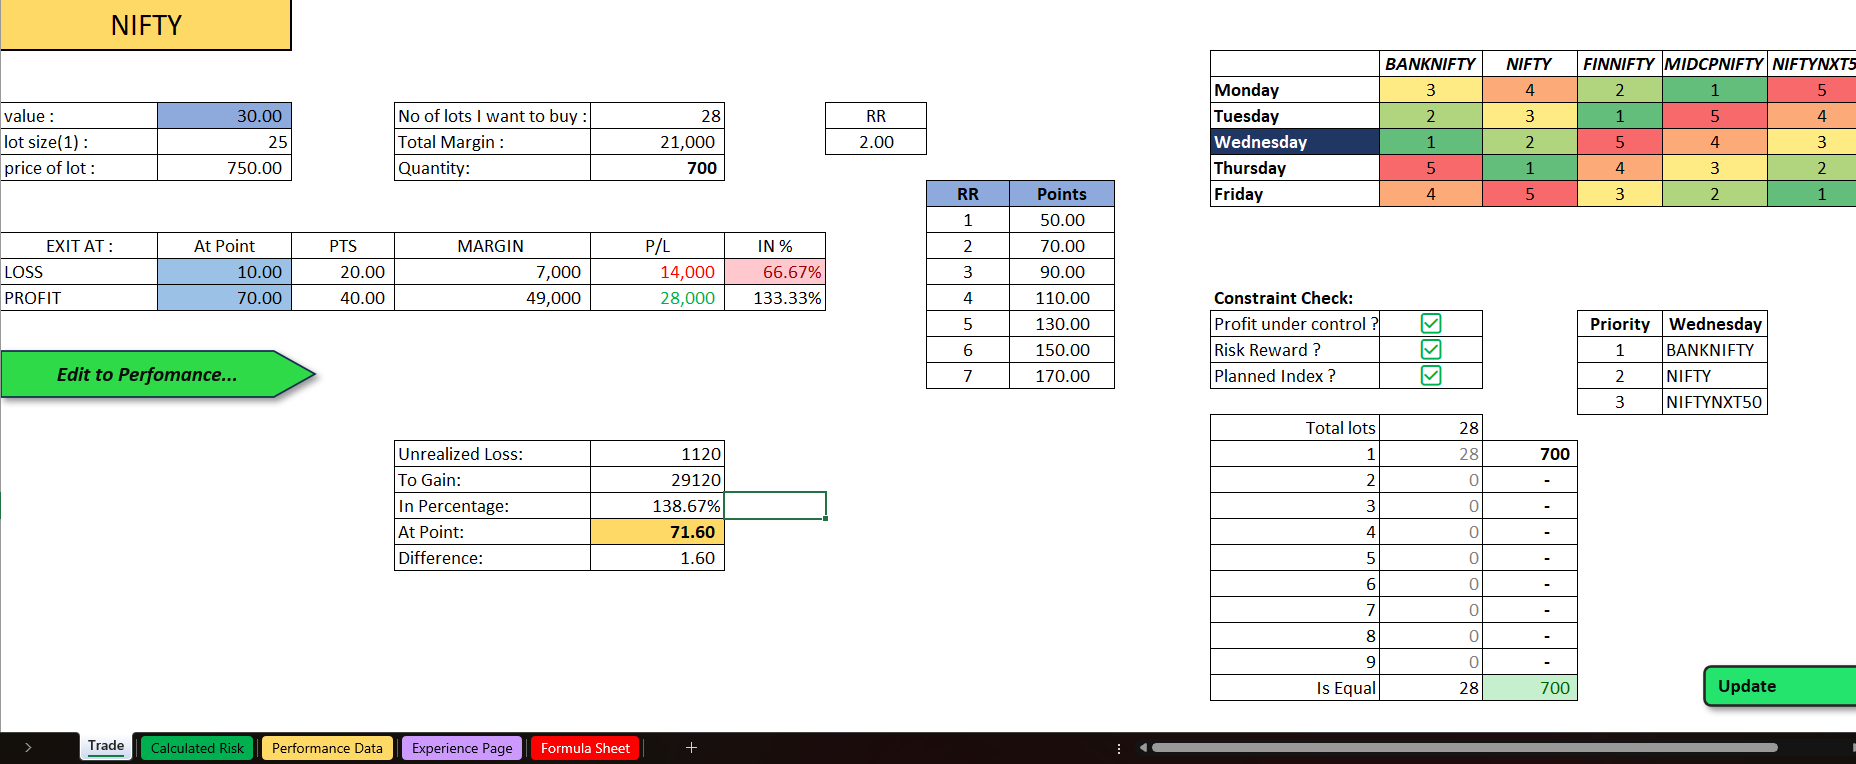 NIFTY
BANKNIFTY NIFTY FINNIFTY MIDCPNIFTY NIFTYNXT5
Monday 3 4 2 1 5
value : 30.00 No of lots I want to buy : 28 RR Tuesday 2 3 1 5 4
lot size(1) : 25 Total Margin : 21,000 2.00 Wednesday 1 2 5 4 3
price of lot : 750.00 Quantity: 700 Thursday 5 1 4 3 2
RR Points Friday 4 5 3 2 1
1 50.00
EXIT AT : At Point PTS MARGIN P/L IN % 2 70.00
LOSS 10.00 20.00 7,000 14,000 66.67% 3 90.00
PROFIT 70.00 40.00 49,000 28,000 133.33% 4 110.00 Constraint Check:
5 130.00 Profit under control ? Priority Wednesday
6 150.00 Risk Reward ? 1 BANKNIFTY
Edit to Perfomance... 7 170.00 Planned Index ? 2 NIFTY
3 NIFTYNXT50
Total lots 28
Unrealized Loss: 1120 1 28 700
To Gain: 29120 2 0 -
In Percentage: 138.67% 3 0 -
At Point: 71.60 4 0 -
Difference: 1.60 5 0 -
6 0 -
7 0 -
8 0 -
9 0 -
Is Equal 28 700
Update
Trade Calculated Risk Performance Data Experience Page Formula Sheet